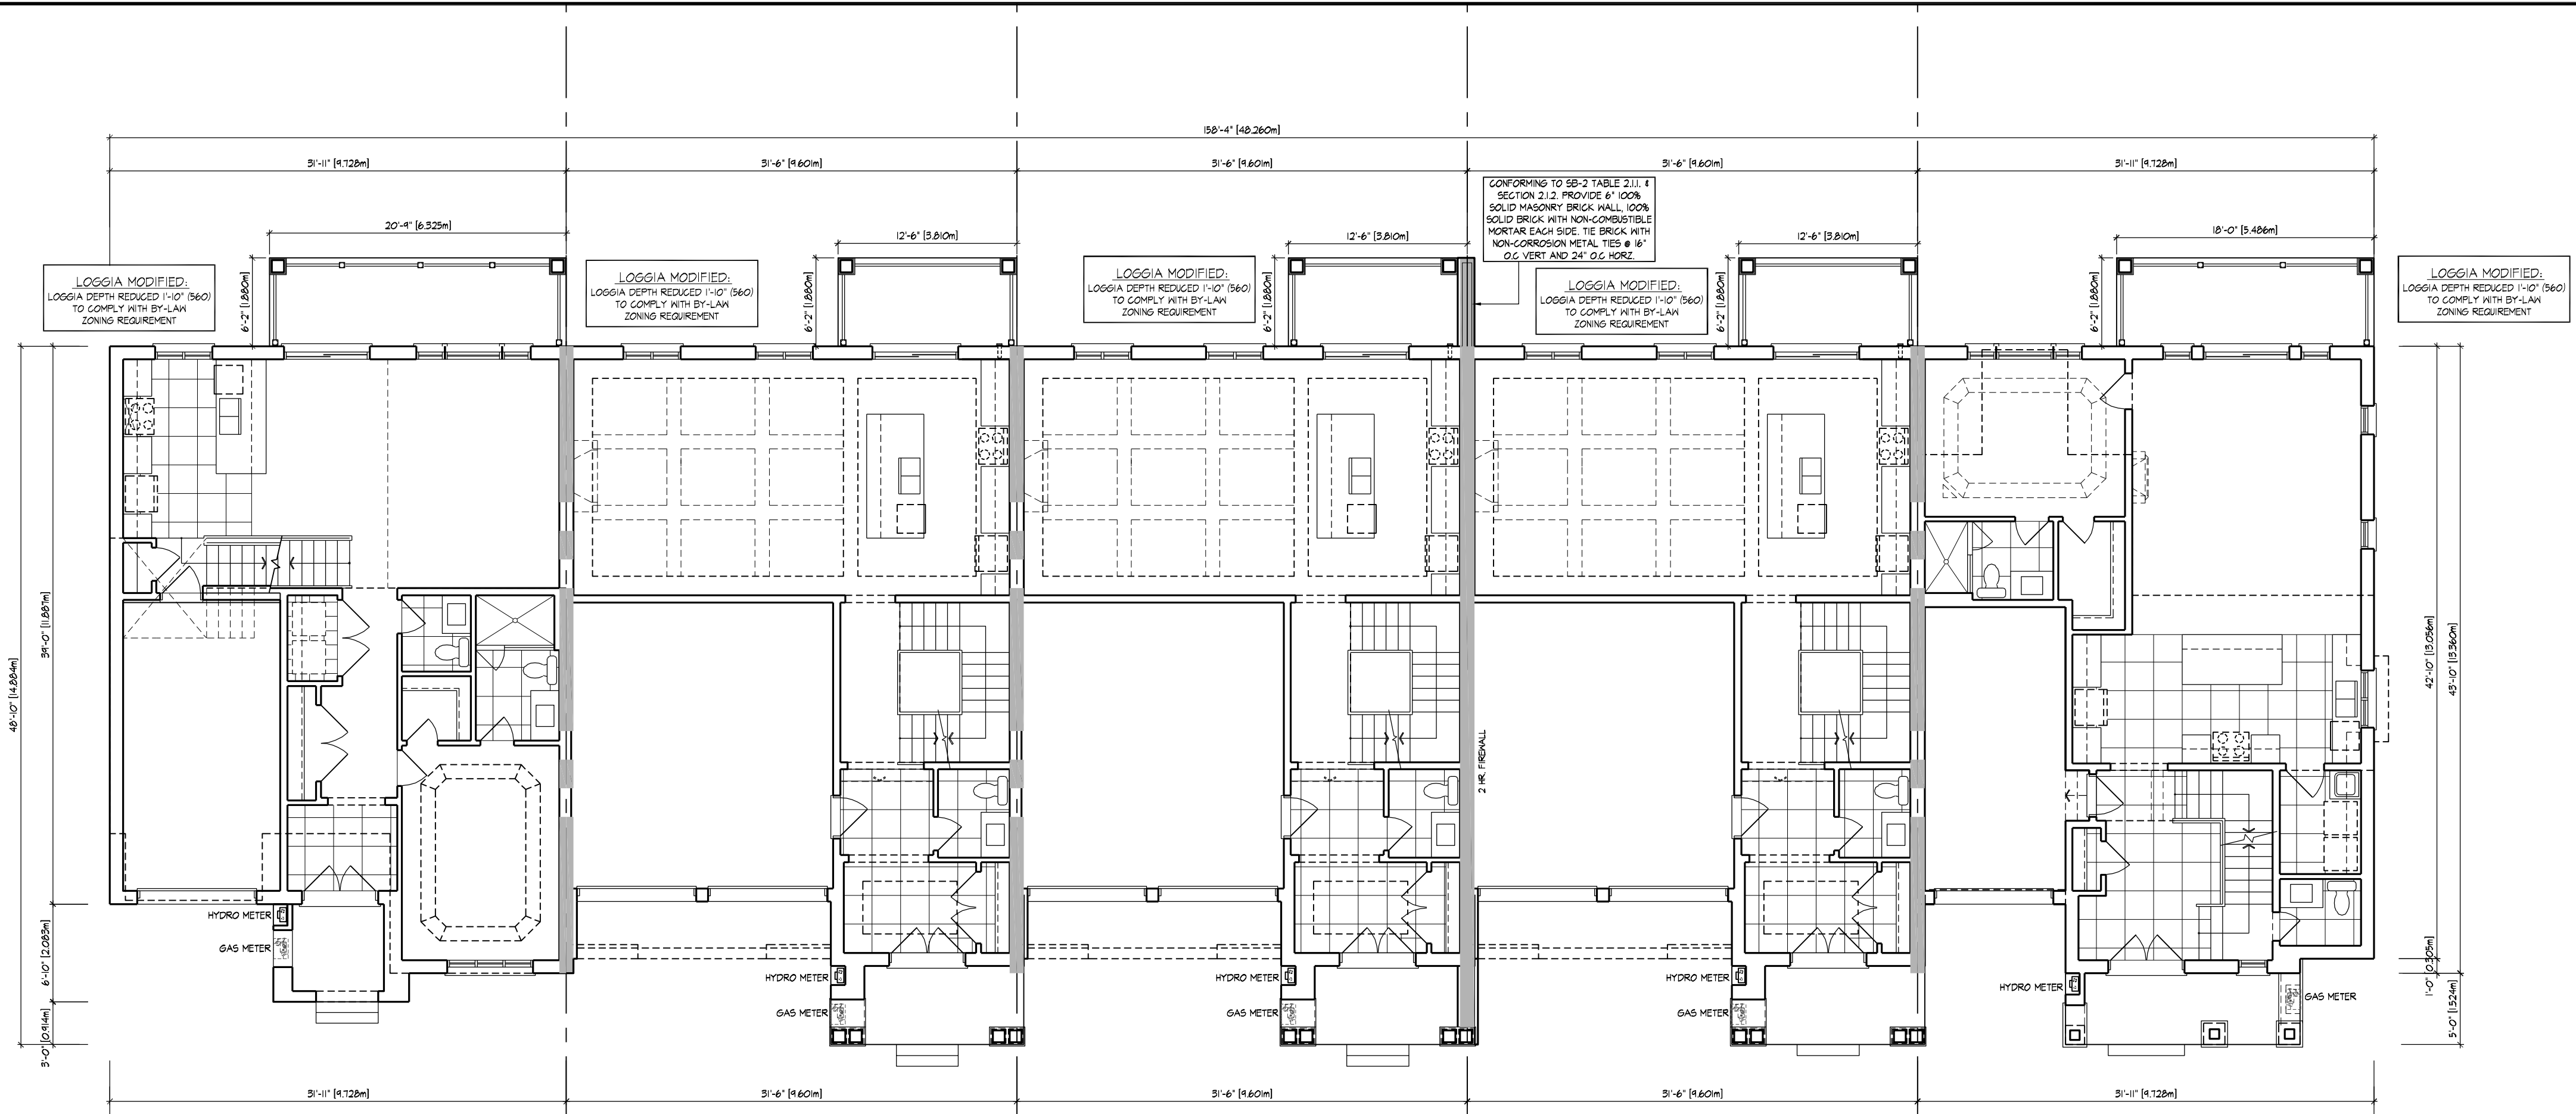 158'-4" [48.260m]
31'-11" [9.728m]
31'-6" [9.601m]
31'-6" [9.601m]
31'-6" [9.601m]
31'-11" [9.728m]
CONFORMING TO SB-2 TABLE 2.1.1. &
SECTION 2.1.2. PROVIDE 6" 100%
SOLID MASONRY BRICK WALL, 100%
SOLID BRICK WITH NON-COMBUSTIBLE
MORTAR EACH SIDE. TIE BRICK WITH
NON-CORROSION METAL TIES @ 16"
O.C VERT AND 24" O.C HORZ.
20'-9" [6.325m]
12'-6" [3.810m]
12'-6" [3.810m]
12'-6" [3.810m]
18'-0" [5.486m]
LOGGIA MODIFIED:
LOGGIA DEPTH REDUCED 1'-10" (560)
TO COMPLY WITH BY-LAW
ZONING REQUIREMENT
6'-2" [1.880m]
LOGGIA MODIFIED:
LOGGIA DEPTH REDUCED 1'-10" (560)
TO COMPLY WITH BY-LAW
ZONING REQUIREMENT
6'-2" [1.880m]
LOGGIA MODIFIED:
LOGGIA DEPTH REDUCED 1'-10" (560)
TO COMPLY WITH BY-LAW
ZONING REQUIREMENT
6'-2" [1.880m]
LOGGIA MODIFIED:
LOGGIA DEPTH REDUCED 1'-10" (560)
TO COMPLY WITH BY-LAW
ZONING REQUIREMENT
6'-2" [1.880m]
6'-2" [1.880m]
LOGGIA MODIFIED:
LOGGIA DEPTH REDUCED 1'-10" (560)
TO COMPLY WITH BY-LAW
ZONING REQUIREMENT
48'-10" [14.884m]
39'-0" [11.887m]
6'-10" [2.083m]
3'-0" [0.914m]
2 HR. FIREWALL
42'-10" [13.056m]
43'-10" [13.360m]
1'-0" [0.305m]
5'-0" [1.524m]
HYDRO METER
GAS METER
HYDRO METER
GAS METER
HYDRO METER
GAS METER
HYDRO METER
GAS METER
HYDRO METER
GAS METER
31'-11" [9.728m]
31'-6" [9.601m]
31'-6" [9.601m]
31'-6" [9.601m]
31'-11" [9.728m]